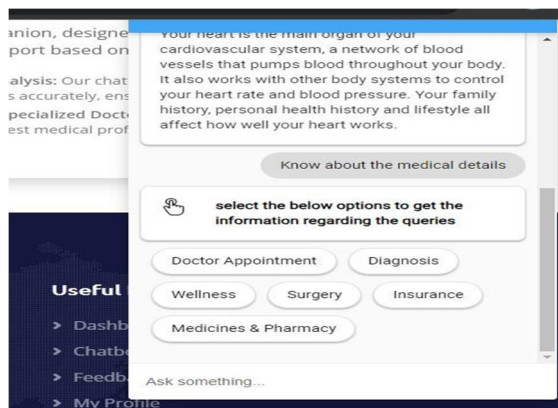 anion, designe
port based on
alysis: Our chat
s accurately, ens
pecialized Doct
est medical prof
Your heart is the main organ of your
cardiovascular system, a network of blood
vessels that pumps blood throughout your body.
It also works with other body systems to control
your heart rate and blood pressure. Your family
history, personal health history and lifestyle all
affect how well your heart works.
Know about the medical details
select the below options to get the
information regarding the queries
Doctor Appointment
Diagnosis
Wellness
Surgery
Insurance
Medicines & Pharmacy
Ask something...
Useful
> Dashb
> Chatb
> Feedb
> My Profile